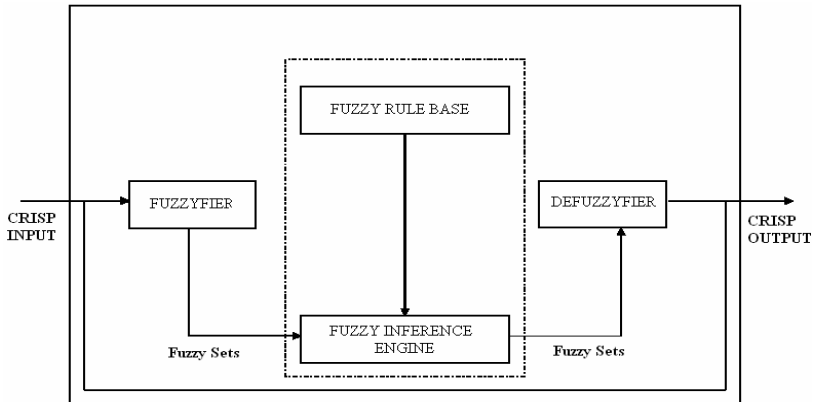 FUZZY RULE BASE
FUZZYFIER
DEFUZZYFIER
CRISP
INPUT
CRISP
OUTPUT
FUZZY INFERENCE
ENGINE
Fuzzy Sets
Fuzzy Sets